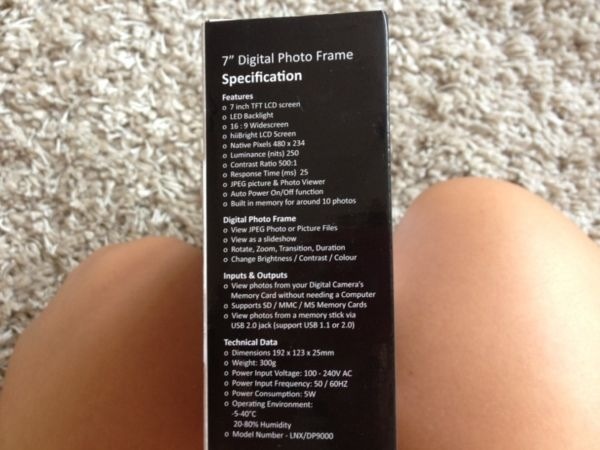 7” Digital Photo Frame
Specification
Features
o 7 inch TFT LCD screen
o LED Backlight
o 16 : 9 Widescreen
o hiiBright LCD Screen
o Native Pixels 480 x 234
o Luminance (nits) 250
o Contrast Ratio 500:1
o Response Time (ms) 25
o JPEG picture & Photo Viewer
o Auto Power On/Off function
o Built in memory for around 10 photos
Digital Photo Frame
o View JPEG Photo or Picture Files
o View as a slideshow
o Rotate, Zoom, Transition, Duration
o Change Brightness / Contrast / Colour
Inputs & Outputs
o View photos from your Digital Camera's
Memory Card without needing a Computer
o Supports SD / MMC / MS Memory Cards
o View photos from a memory stick via
USB 2.0 jack (support USB 1.1 or 2.0)
Technical Data
o Dimensions 192 x 123 x 25mm
o Weight: 300g
o Power Input Voltage: 100 - 240V AC
o Power Input Frequency: 50 / 60HZ
o Power Consumption: 5W
o Operating Environment:
-5-40°C
20-80% Humidity
o Model Number - LNX/DP9000